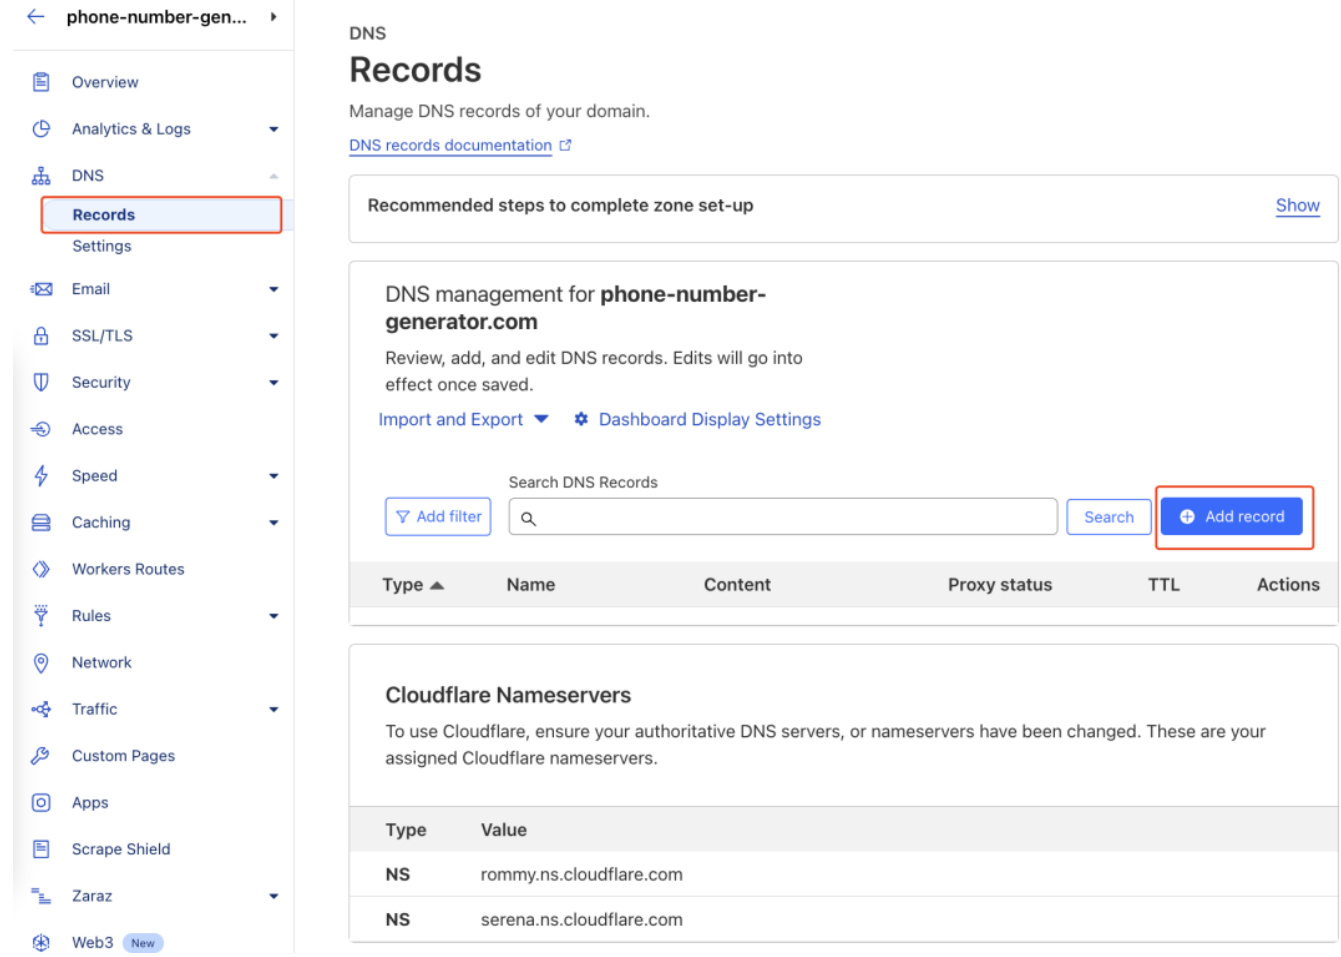 phone-number-gen...
Overview
Analytics & Logs
DNS
Records
Settings
Email
SSL/TLS
Security
Access
Speed
Caching
Workers Routes
Rules
Network
Traffic
Custom Pages
Apps
Scrape Shield
Zaraz
Web3 New
DNS
Records
Manage DNS records of your domain.
DNS records documentation
Recommended steps to complete zone set-up Show
DNS management for phone-number-
generator.com
Review, add, and edit DNS records. Edits will go into
effect once saved.
Import and Export Dashboard Display Settings
Search DNS Records
Add filter Search Add record
Type Name Content Proxy status TTL Actions
Cloudflare Nameservers
To use Cloudflare, ensure your authoritative DNS servers, or nameservers have been changed. These are your
assigned Cloudflare nameservers.
Type Value
NS rommy.ns.cloudflare.com
NS serena.ns.cloudflare.com